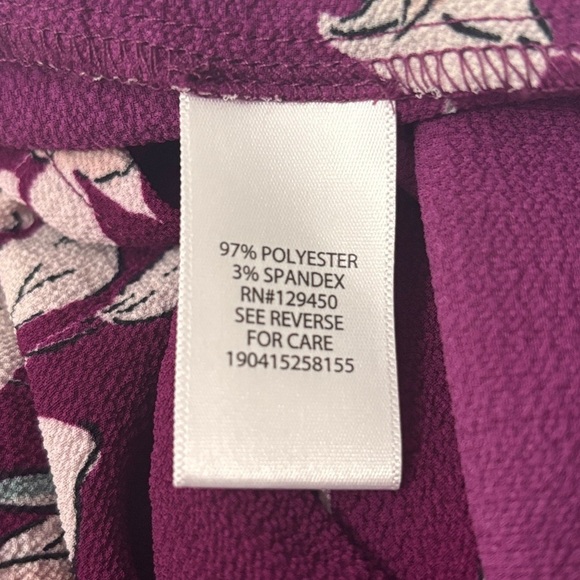 97% POLYESTER
3% SPANDEX
RN#129450
SEE REVERSE
FOR CARE
190415258155